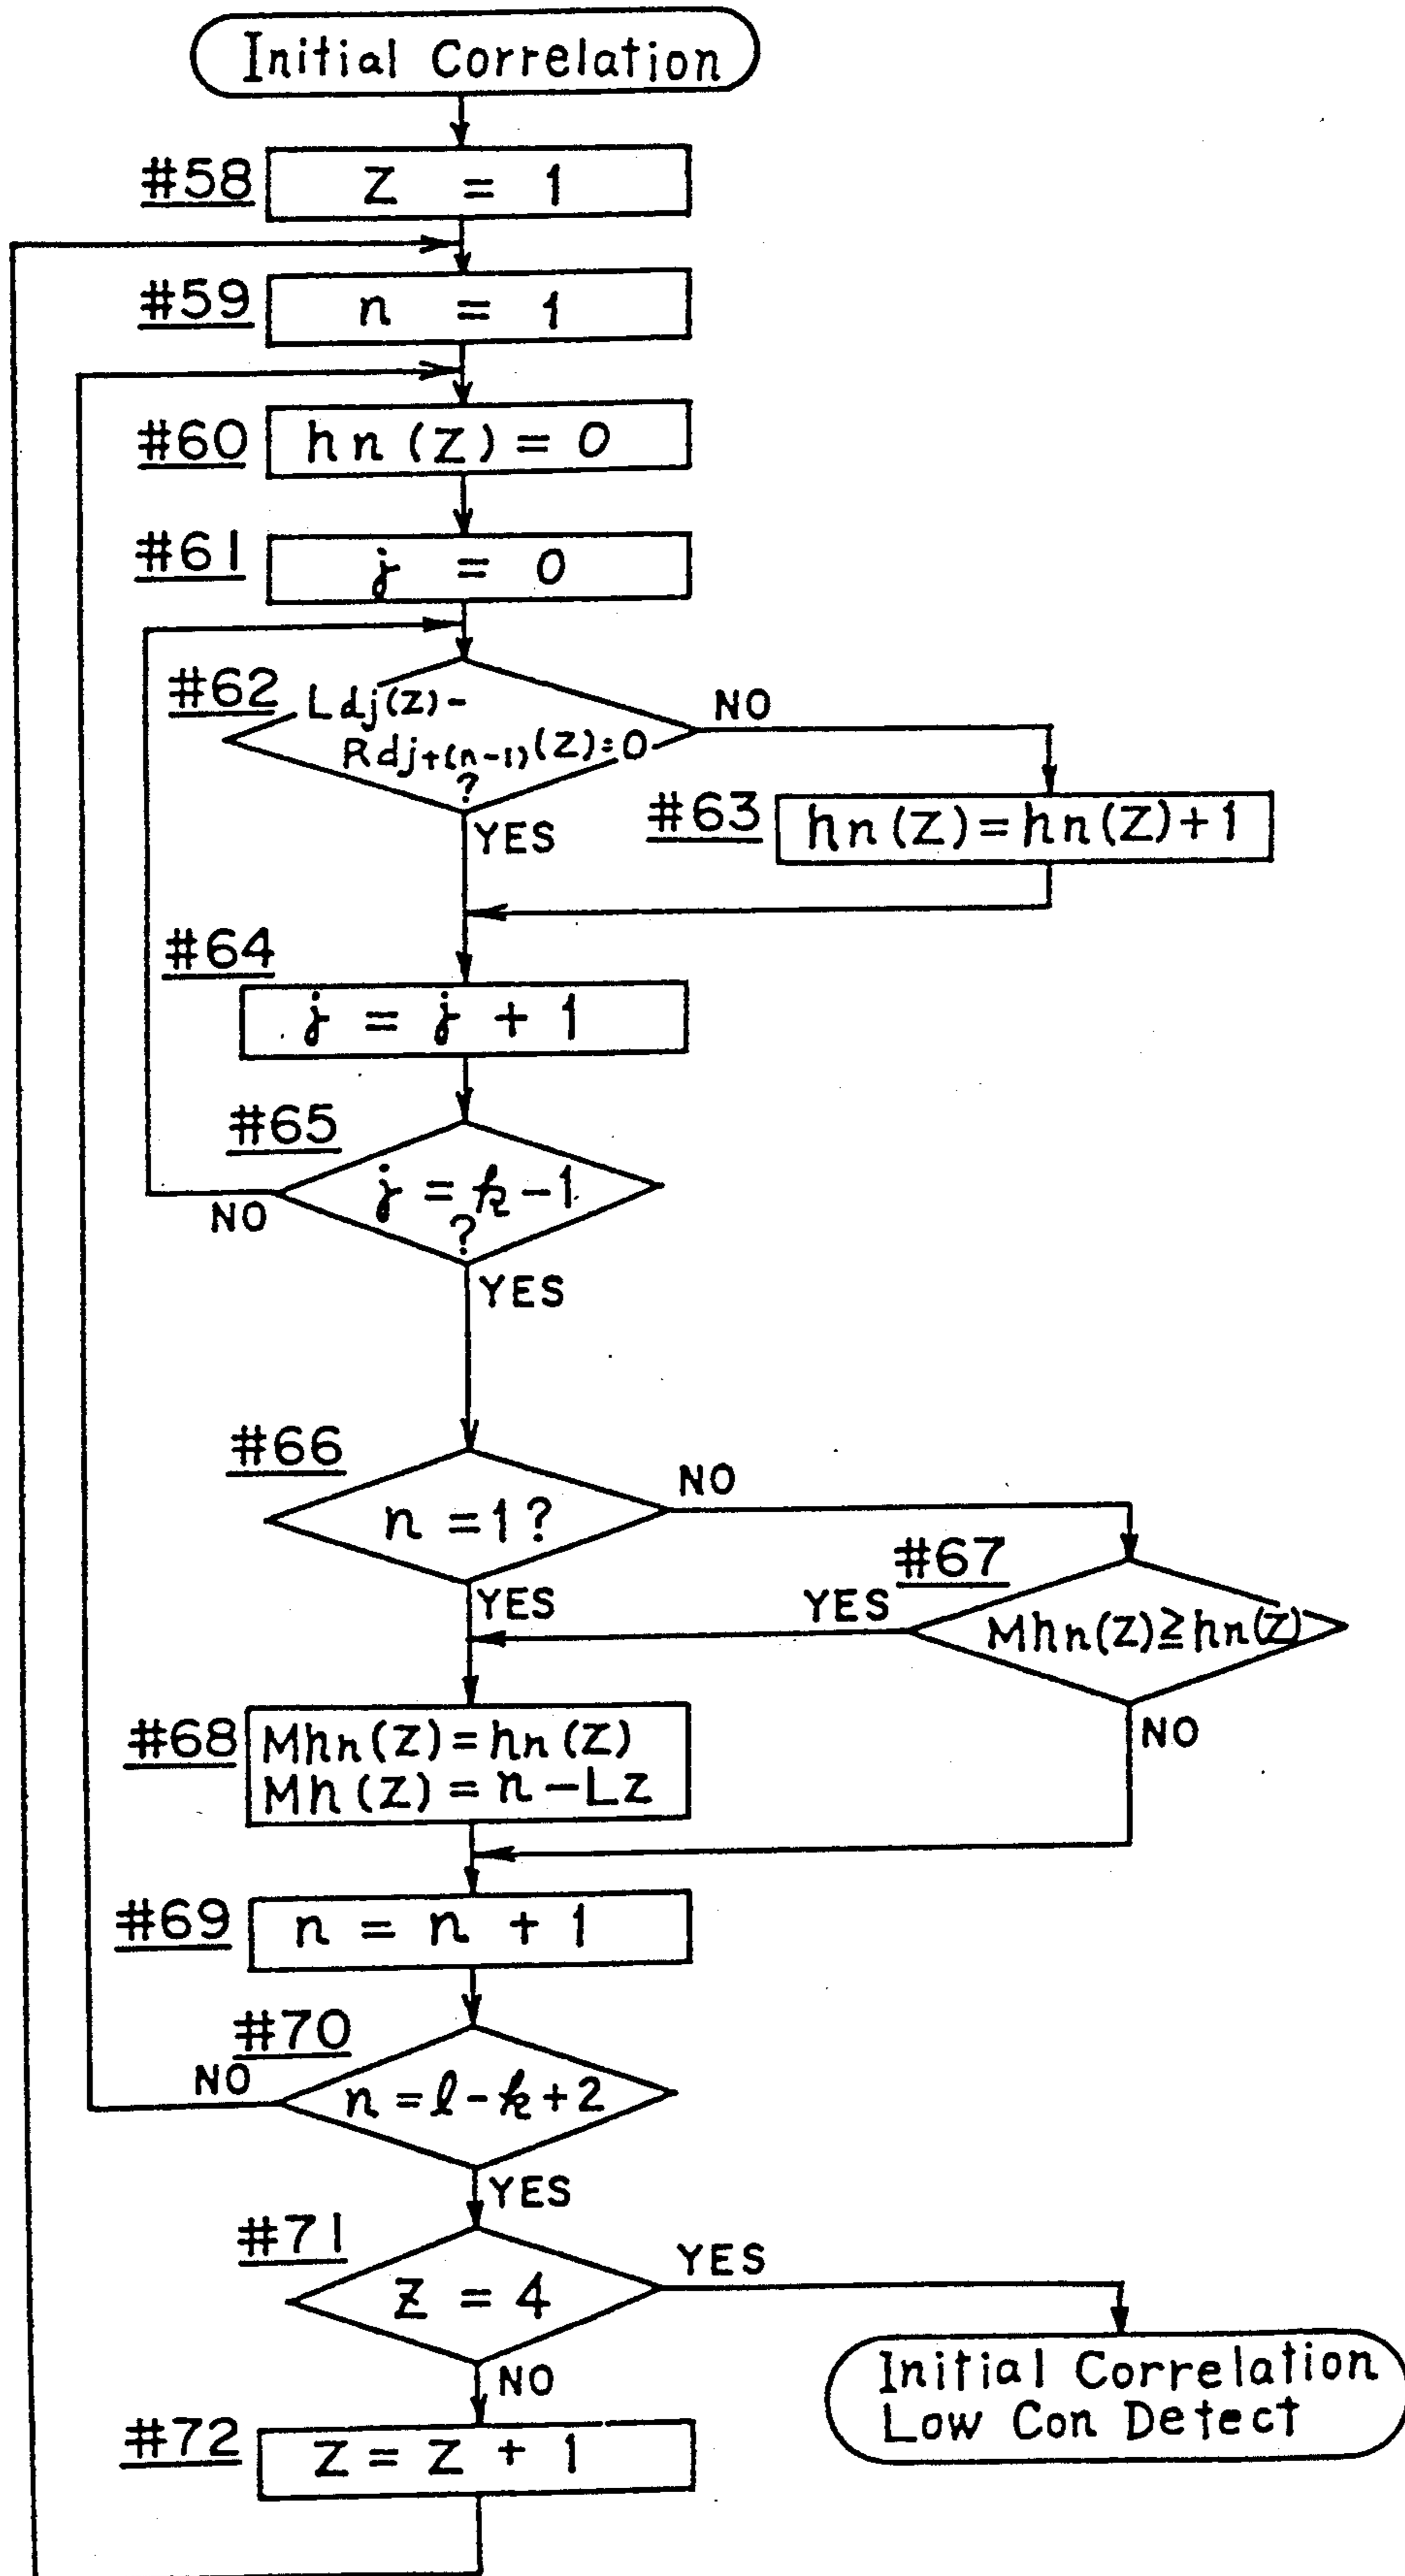 Initial Correlation
#58
Z = 1
#59
n = 1
#60
hn(Z) = 0
#61
j = 0
#62
Ldj(Z)-
Rdj+(n-1)(Z)=0
?
NO
YES
#63
hn(Z)=hn(Z)+1
#64
j = j + 1
#65
j = k-1
?
NO
YES
#66
n = 1?
NO
YES
#67
Mhn(Z)≧hn(Z)
YES
NO
#68
Mhn(Z)=hn(Z)
Mh(Z)=n-Lz
#69
n = n + 1
#70
n=l-k+2
NO
YES
#71
Z = 4
YES
NO
Initial Correlation
Low Con Detect
#72
Z = Z + 1